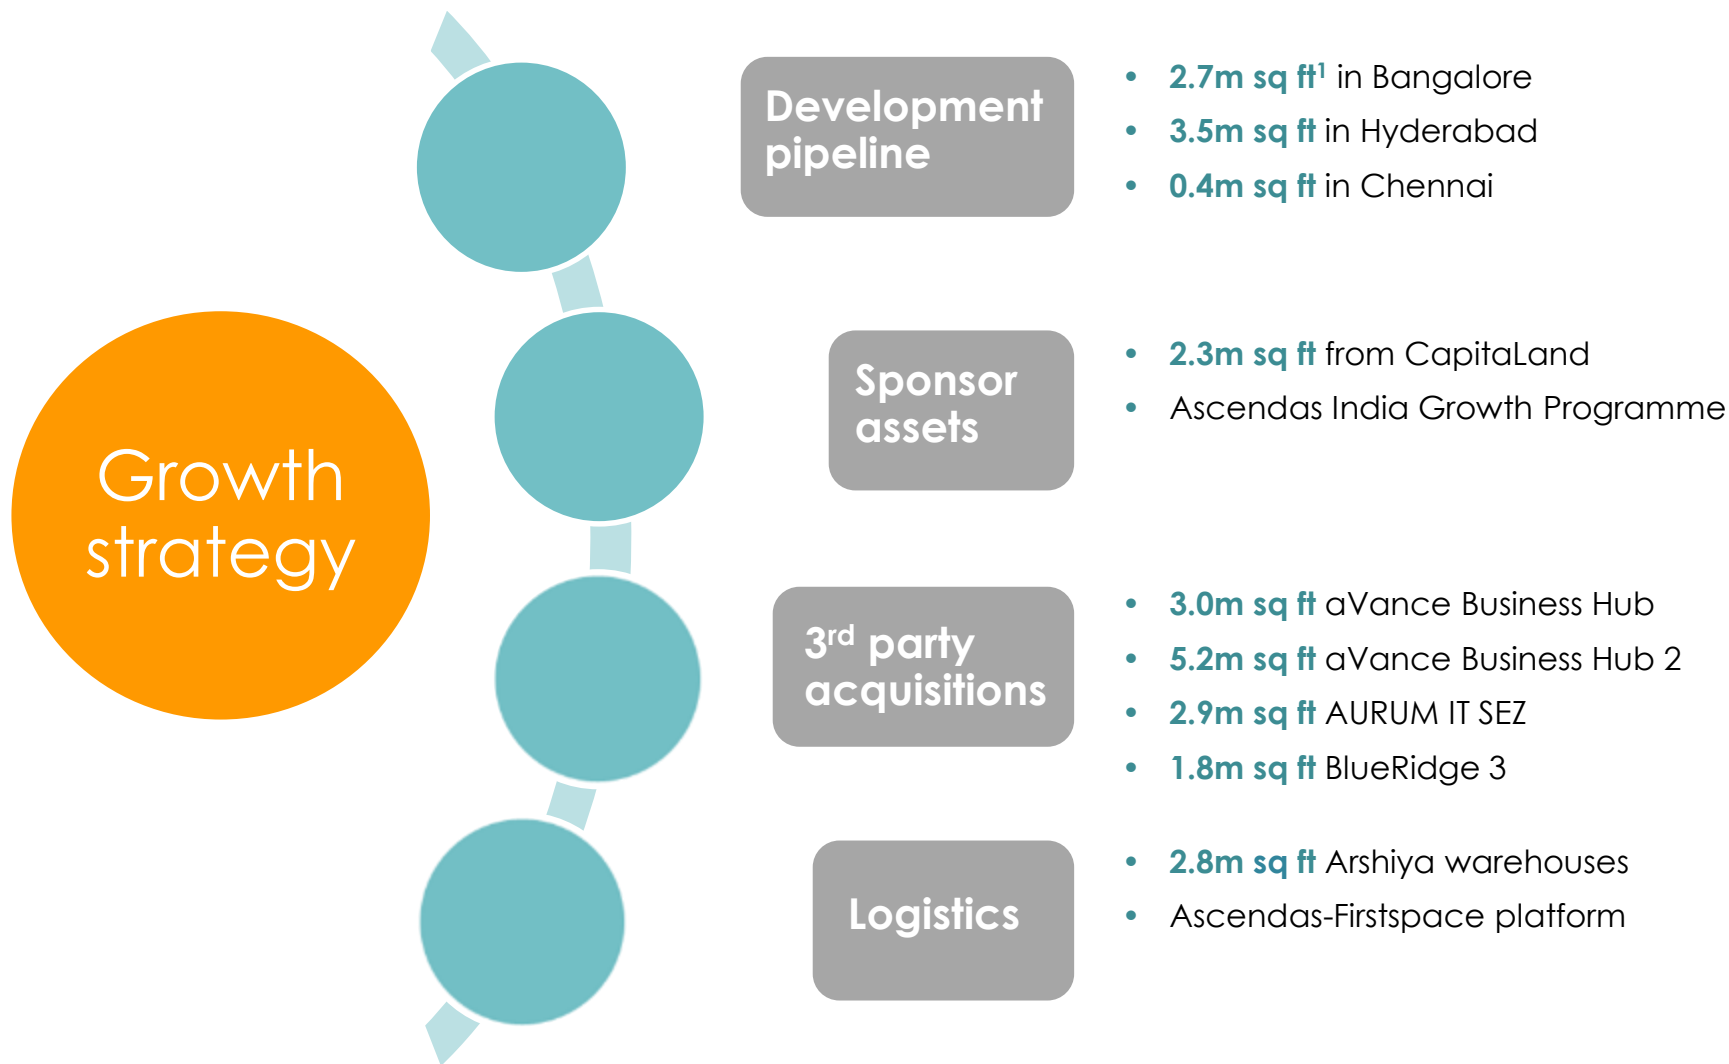 Growth
strategy
Development
pipeline
• 2.7m sq ft¹ in Bangalore
• 3.5m sq ft in Hyderabad
• 0.4m sq ft in Chennai
Sponsor
assets
• 2.3m sq ft from CapitaLand
• Ascendas India Growth Programme
3rd party
acquisitions
• 3.0m sq ft aVance Business Hub
• 5.2m sq ft aVance Business Hub 2
• 2.9m sq ft AURUM IT SEZ
• 1.8m sq ft BlueRidge 3
Logistics
• 2.8m sq ft Arshiya warehouses
• Ascendas-Firstspace platform